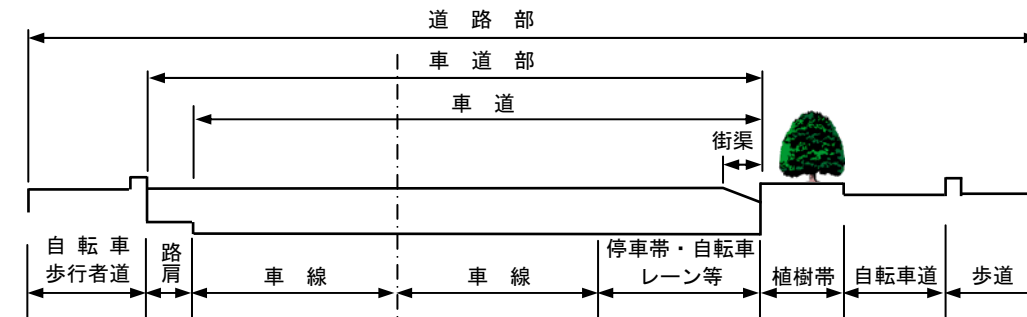 道路部
車道部
車道
街渠
自転車
歩行者道
路
肩
車線
車線
停車帯・自転車
レーン等
植樹帯
自転車道
歩道